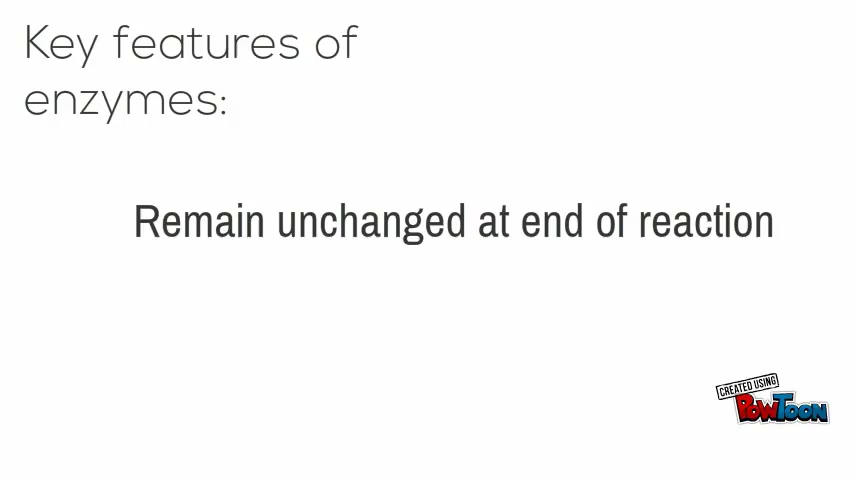 Key features of
enzymes:
Remain unchanged at end of reaction
CREATED USING
POWTOON